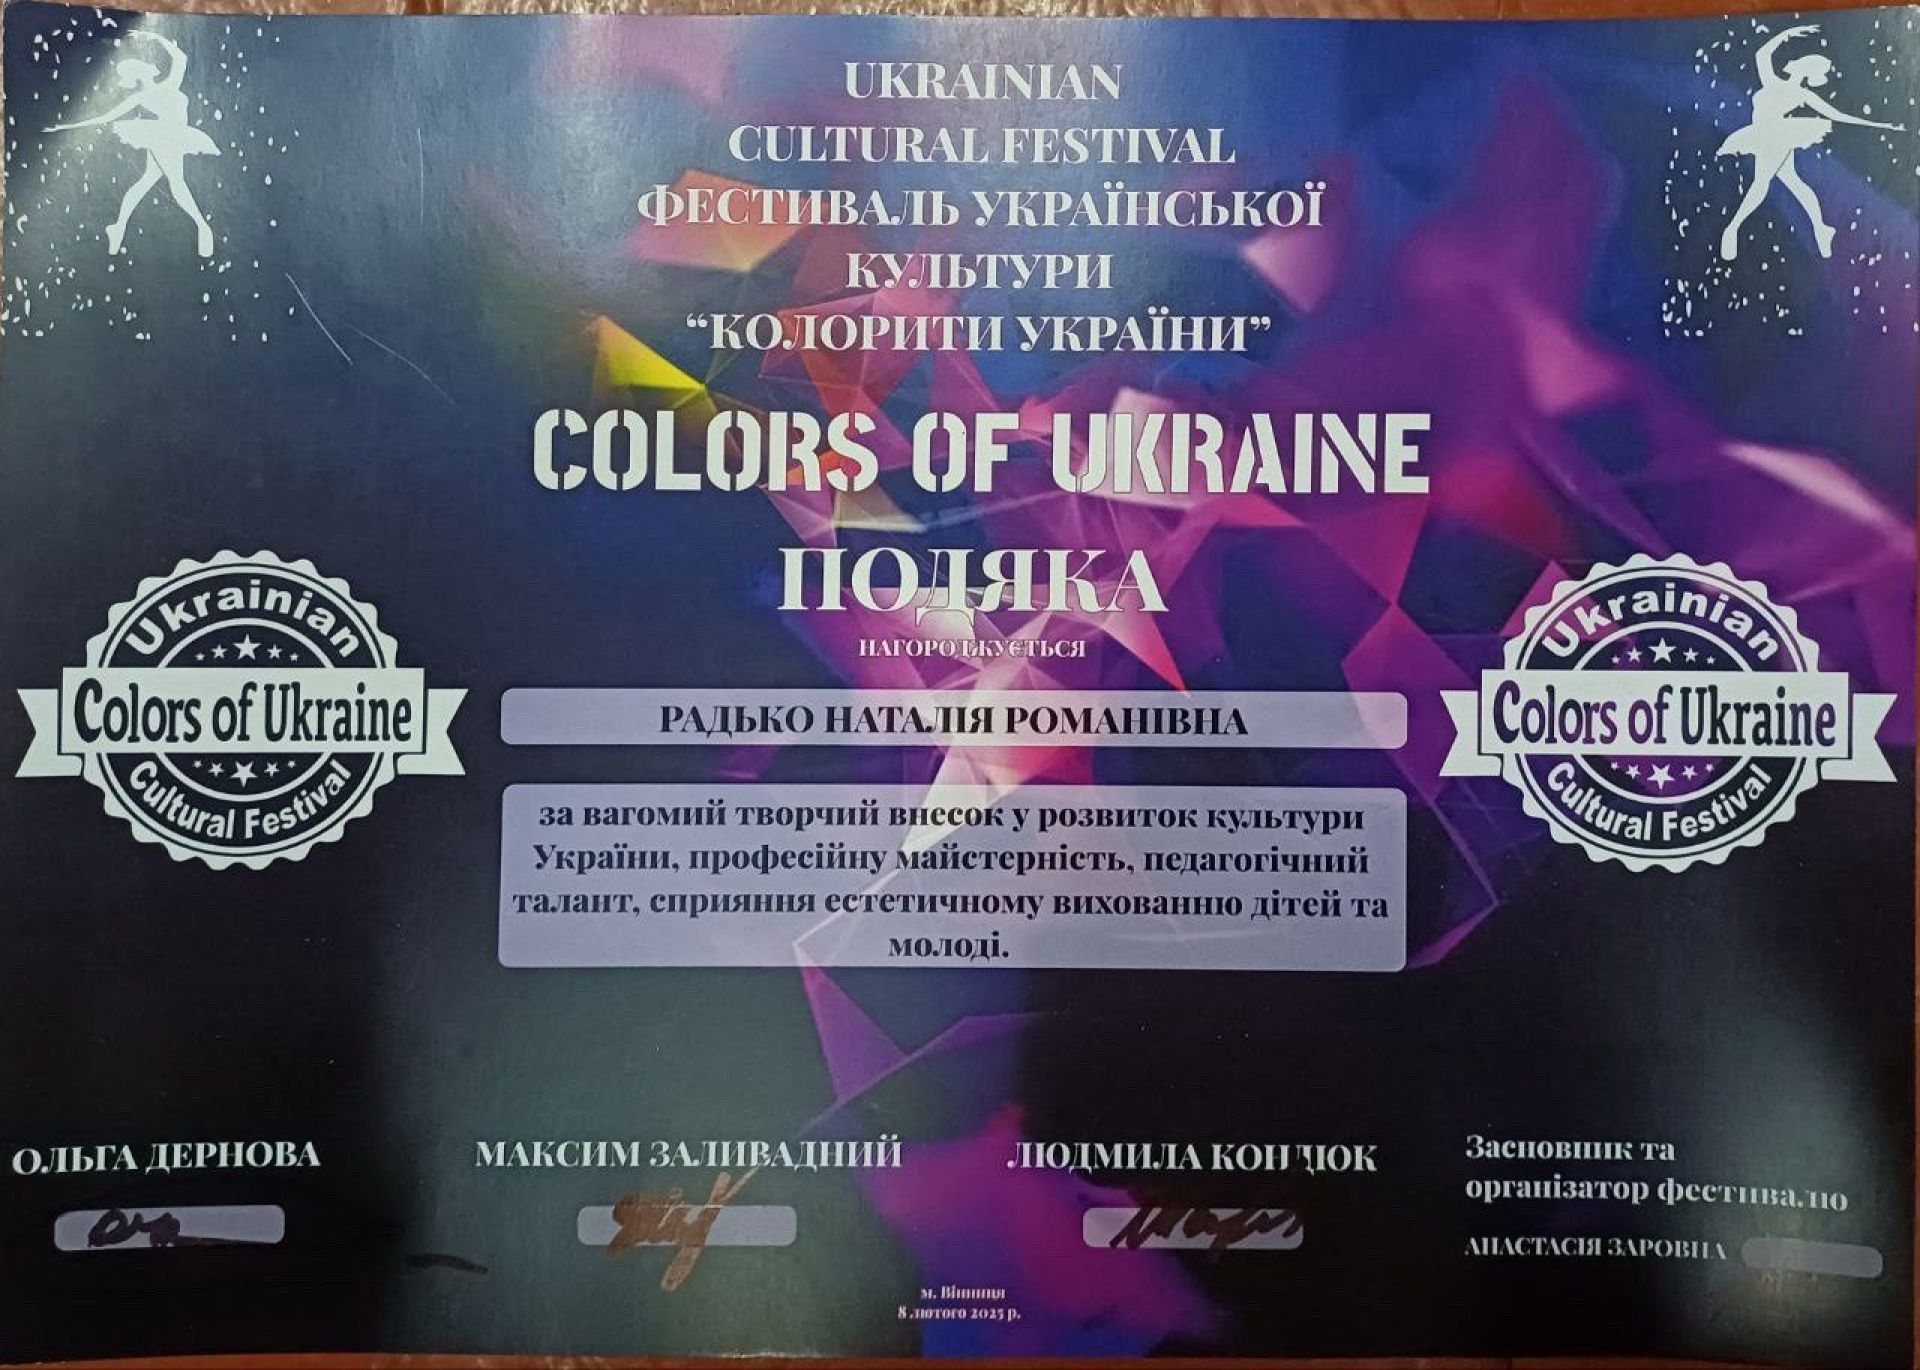 UKRAINIAN
CULTURAL FESTIVAL
ФЕСТИВАЛЬ УКРАЇНСЬКОЇ
КУЛЬТУРИ
“КОЛОРИТИ УКРАЇНИ”
COLORS OF UKRAINE
ПОДЯКА
НАГОРОДЖУЄТЬСЯ
Ukrainian
Colors of Ukraine
Cultural Festival
Ukrainian
Colors of Ukraine
Cultural Festival
РАДЬКО НАТАЛІЯ РОМАНІВНА
за вагомий творчий внесок у розвиток культури
України, професійну майстерність, педагогічний
талант, сприяння естетичному вихованню дітей та
молоді.
ОЛЬГА ДЕРНОВА
МАКСИМ ЗАЛИВАДНИЙ
ЛЮДМИЛА КОНДЮК
Засновник та
організатор фестивалю
АНАСТАСІЯ ЗАРОВНА
м. Вінниця
8 лютого 2025 р.